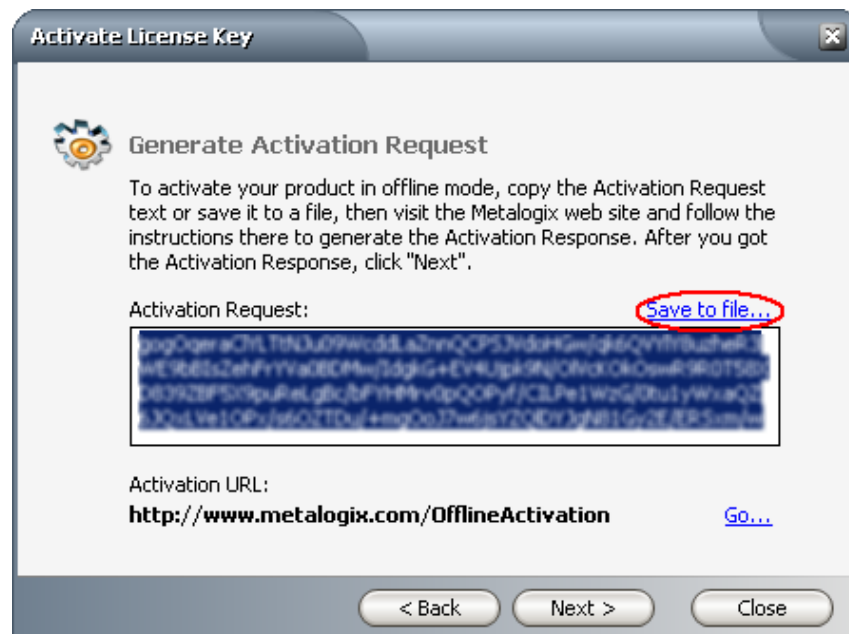 Activate License Key
Generate Activation Request
To activate your product in offline mode, copy the Activation Request
text or save it to a file, then visit the Metalogix web site and follow the
instructions there to generate the Activation Response. After you got
the Activation Response, click "Next".
Activation Request:
Save to file...
Activation URL:
http://www.metalogix.com/OfflineActivation
Go...
< Back
Next >
Close